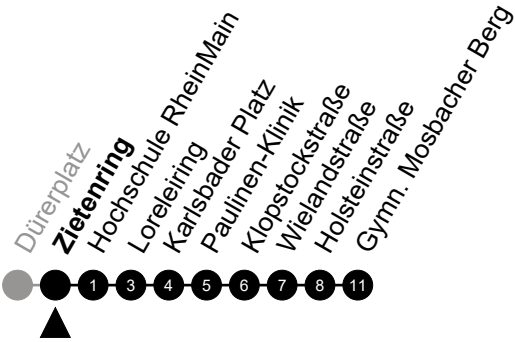 Dürerplatz
Zietenring
Hochschule RheinMain
Loreleiring
Karlsbader Platz
Paulinen-Klinik
Klopstockstraße
Wielandstraße
Holsteinstraße
Gymn. Mosbacher Berg
1 3 4 5 6 7 8 11